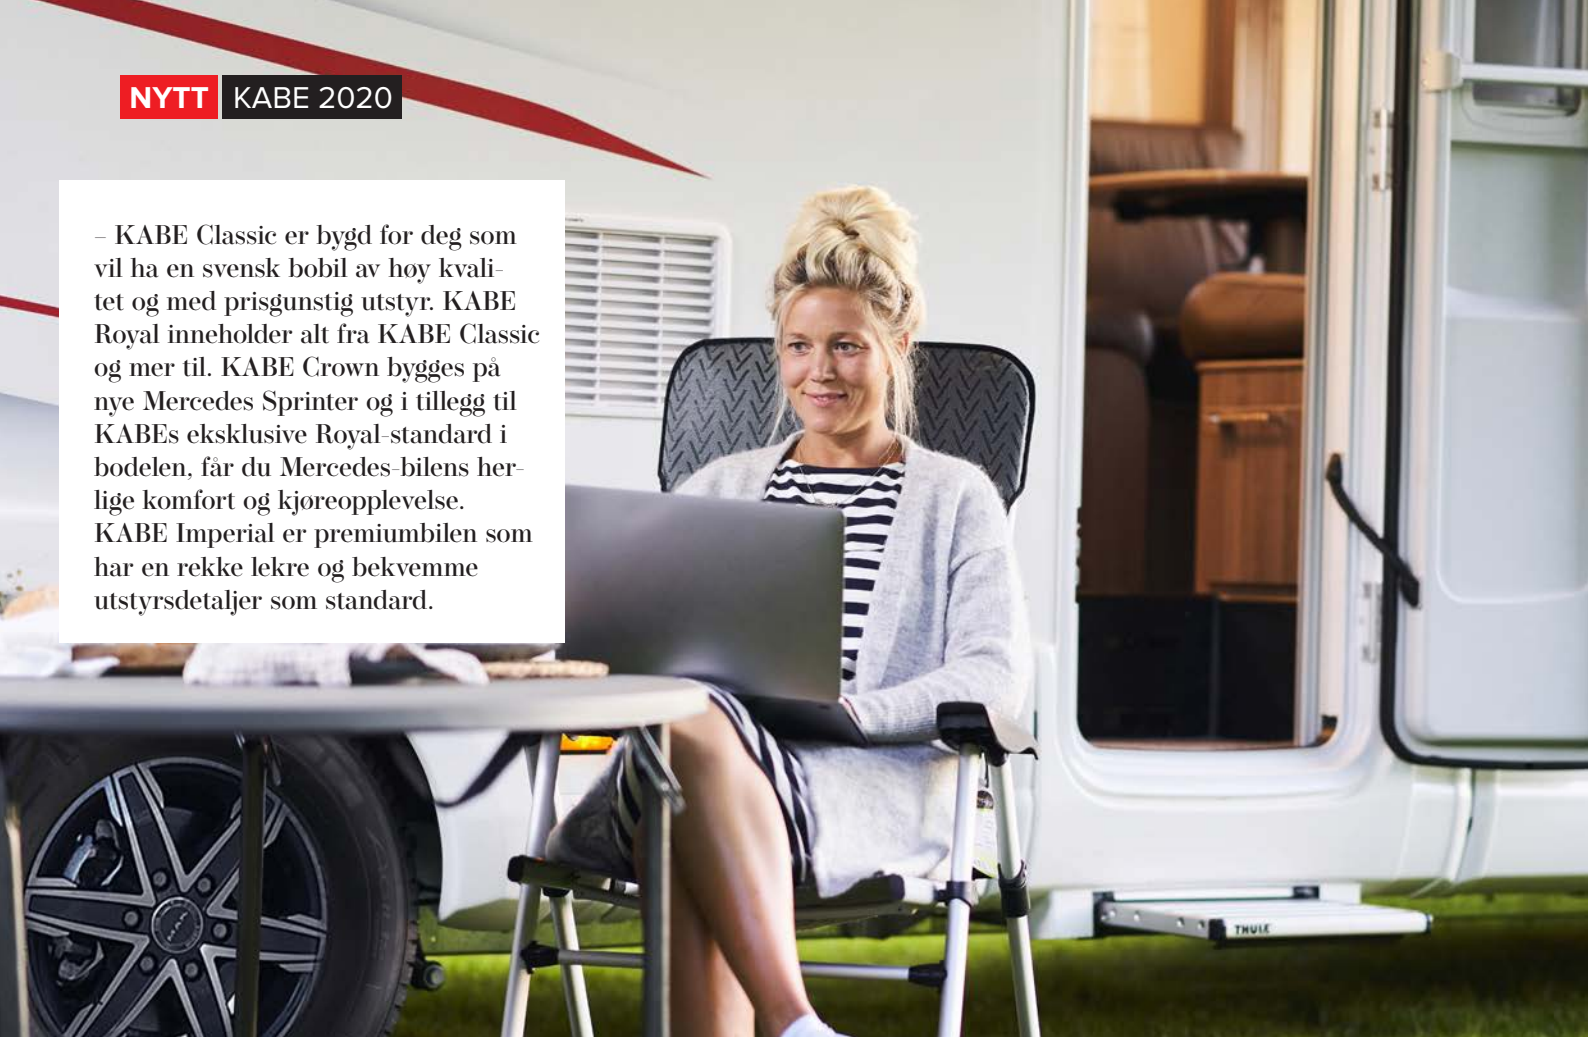 NYTT KABE 2020
– KABE Classic er bygd for deg som
vil ha en svensk bobil av høy kvali-
tet og med prisgunstig utstyr. KABE
Royal inneholder alt fra KABE Classic
og mer til. KABE Crown bygges på
nye Mercedes Sprinter og i tillegg til
KABEs eksklusive Royal-standard i
bodelen, får du Mercedes-bilens her-
lige komfort og kjøreopplevelse.
KABE Imperial er premiumbilen som
har en rekke lekre og bekvemme
utstyrsdetaljer som standard.
THULE
MAK